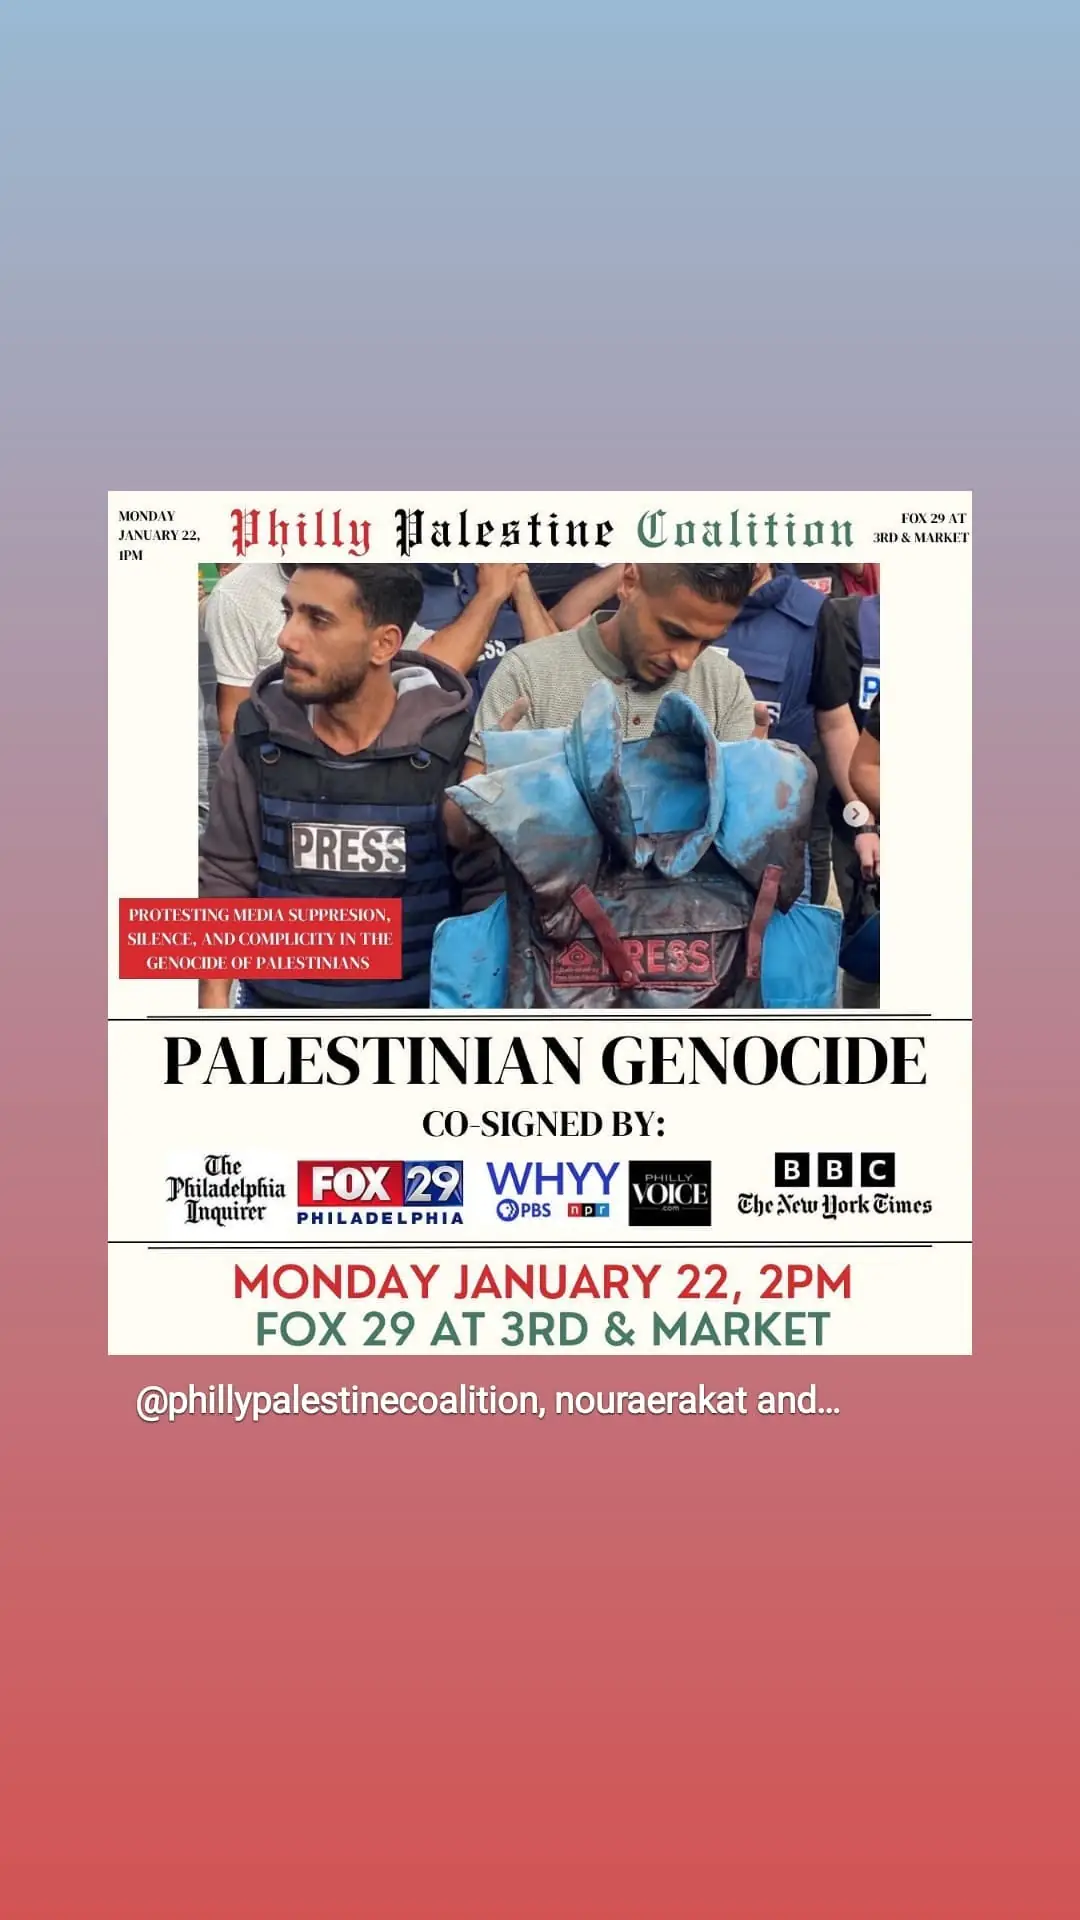 MONDAY
JANUARY 22,
1PM
Philly Palestine Coalition
FOX 29 AT
3RD & MARKET
PRESS
PRESS
PROTESTING MEDIA SUPPRESION,
SILENCE, AND COMPLICITY IN THE
GENOCIDE OF PALESTINIANS
PALESTINIAN GENOCIDE
CO-SIGNED BY:
The
Philadelphia
Inquirer
FOX 29
PHILADELPHIA
WHYY
PBS npr
PHILLY
VOICE
.com
BBC
The New York Times
MONDAY JANUARY 22, 2PM
FOX 29 AT 3RD & MARKET
@phillypalestinecoalition, nouraerakat and...